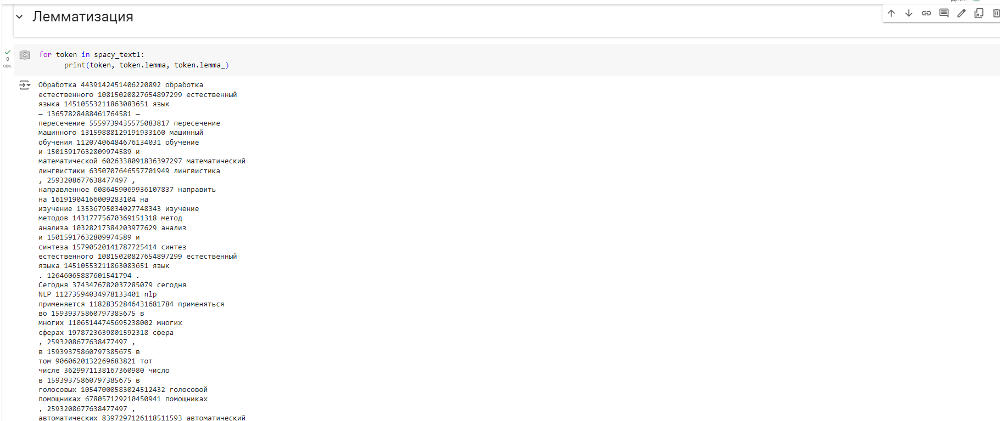 Лемматизация
0
сек.
8
for token in spacy_text1:
print(token, token.lemma, token.lemma_)
Обработка 4439142451406220892 обработка
естественного 10815020827654897299 естественный
языка 14510553211863083651 язык
— 13657828488461764581 —
пересечение 5559739435575083817 пересечение
машинного 13159888129191933160 машинный
обучения 11207406484676134031 обучение
и 15015917632809974589 и
математической 6026338091836397297 математический
лингвистики 6350707646557701949 лингвистика
, 2593208677638477497 ,
направленное 6086459069936107837 направить
на 16191904166009283104 на
изучение 13536795034027748343 изучение
методов 14317775670369151318 метод
анализа 10328217384203977629 анализ
и 15015917632809974589 и
синтеза 15790520141787725414 синтез
естественного 10815020827654897299 естественный
языка 14510553211863083651 язык
. 12646065887601541794 .
Сегодня 3743476782037285079 сегодня
NLP 11273594034978133401 nlp
применяется 11828352846431681784 применяться
во 15939375860797385675 в
многих 11065144745695238002 многих
сферах 1978723639801592318 сфера
, 2593208677638477497 ,
в 15939375860797385675 в
том 9060620132269683821 тот
числе 3629971138167360980 число
в 15939375860797385675 в
голосовых 10547000583024512432 голосовой
помощниках 678057129210450941 помощниках
, 2593208677638477497 ,
автоматических 8397297126118511593 автоматический